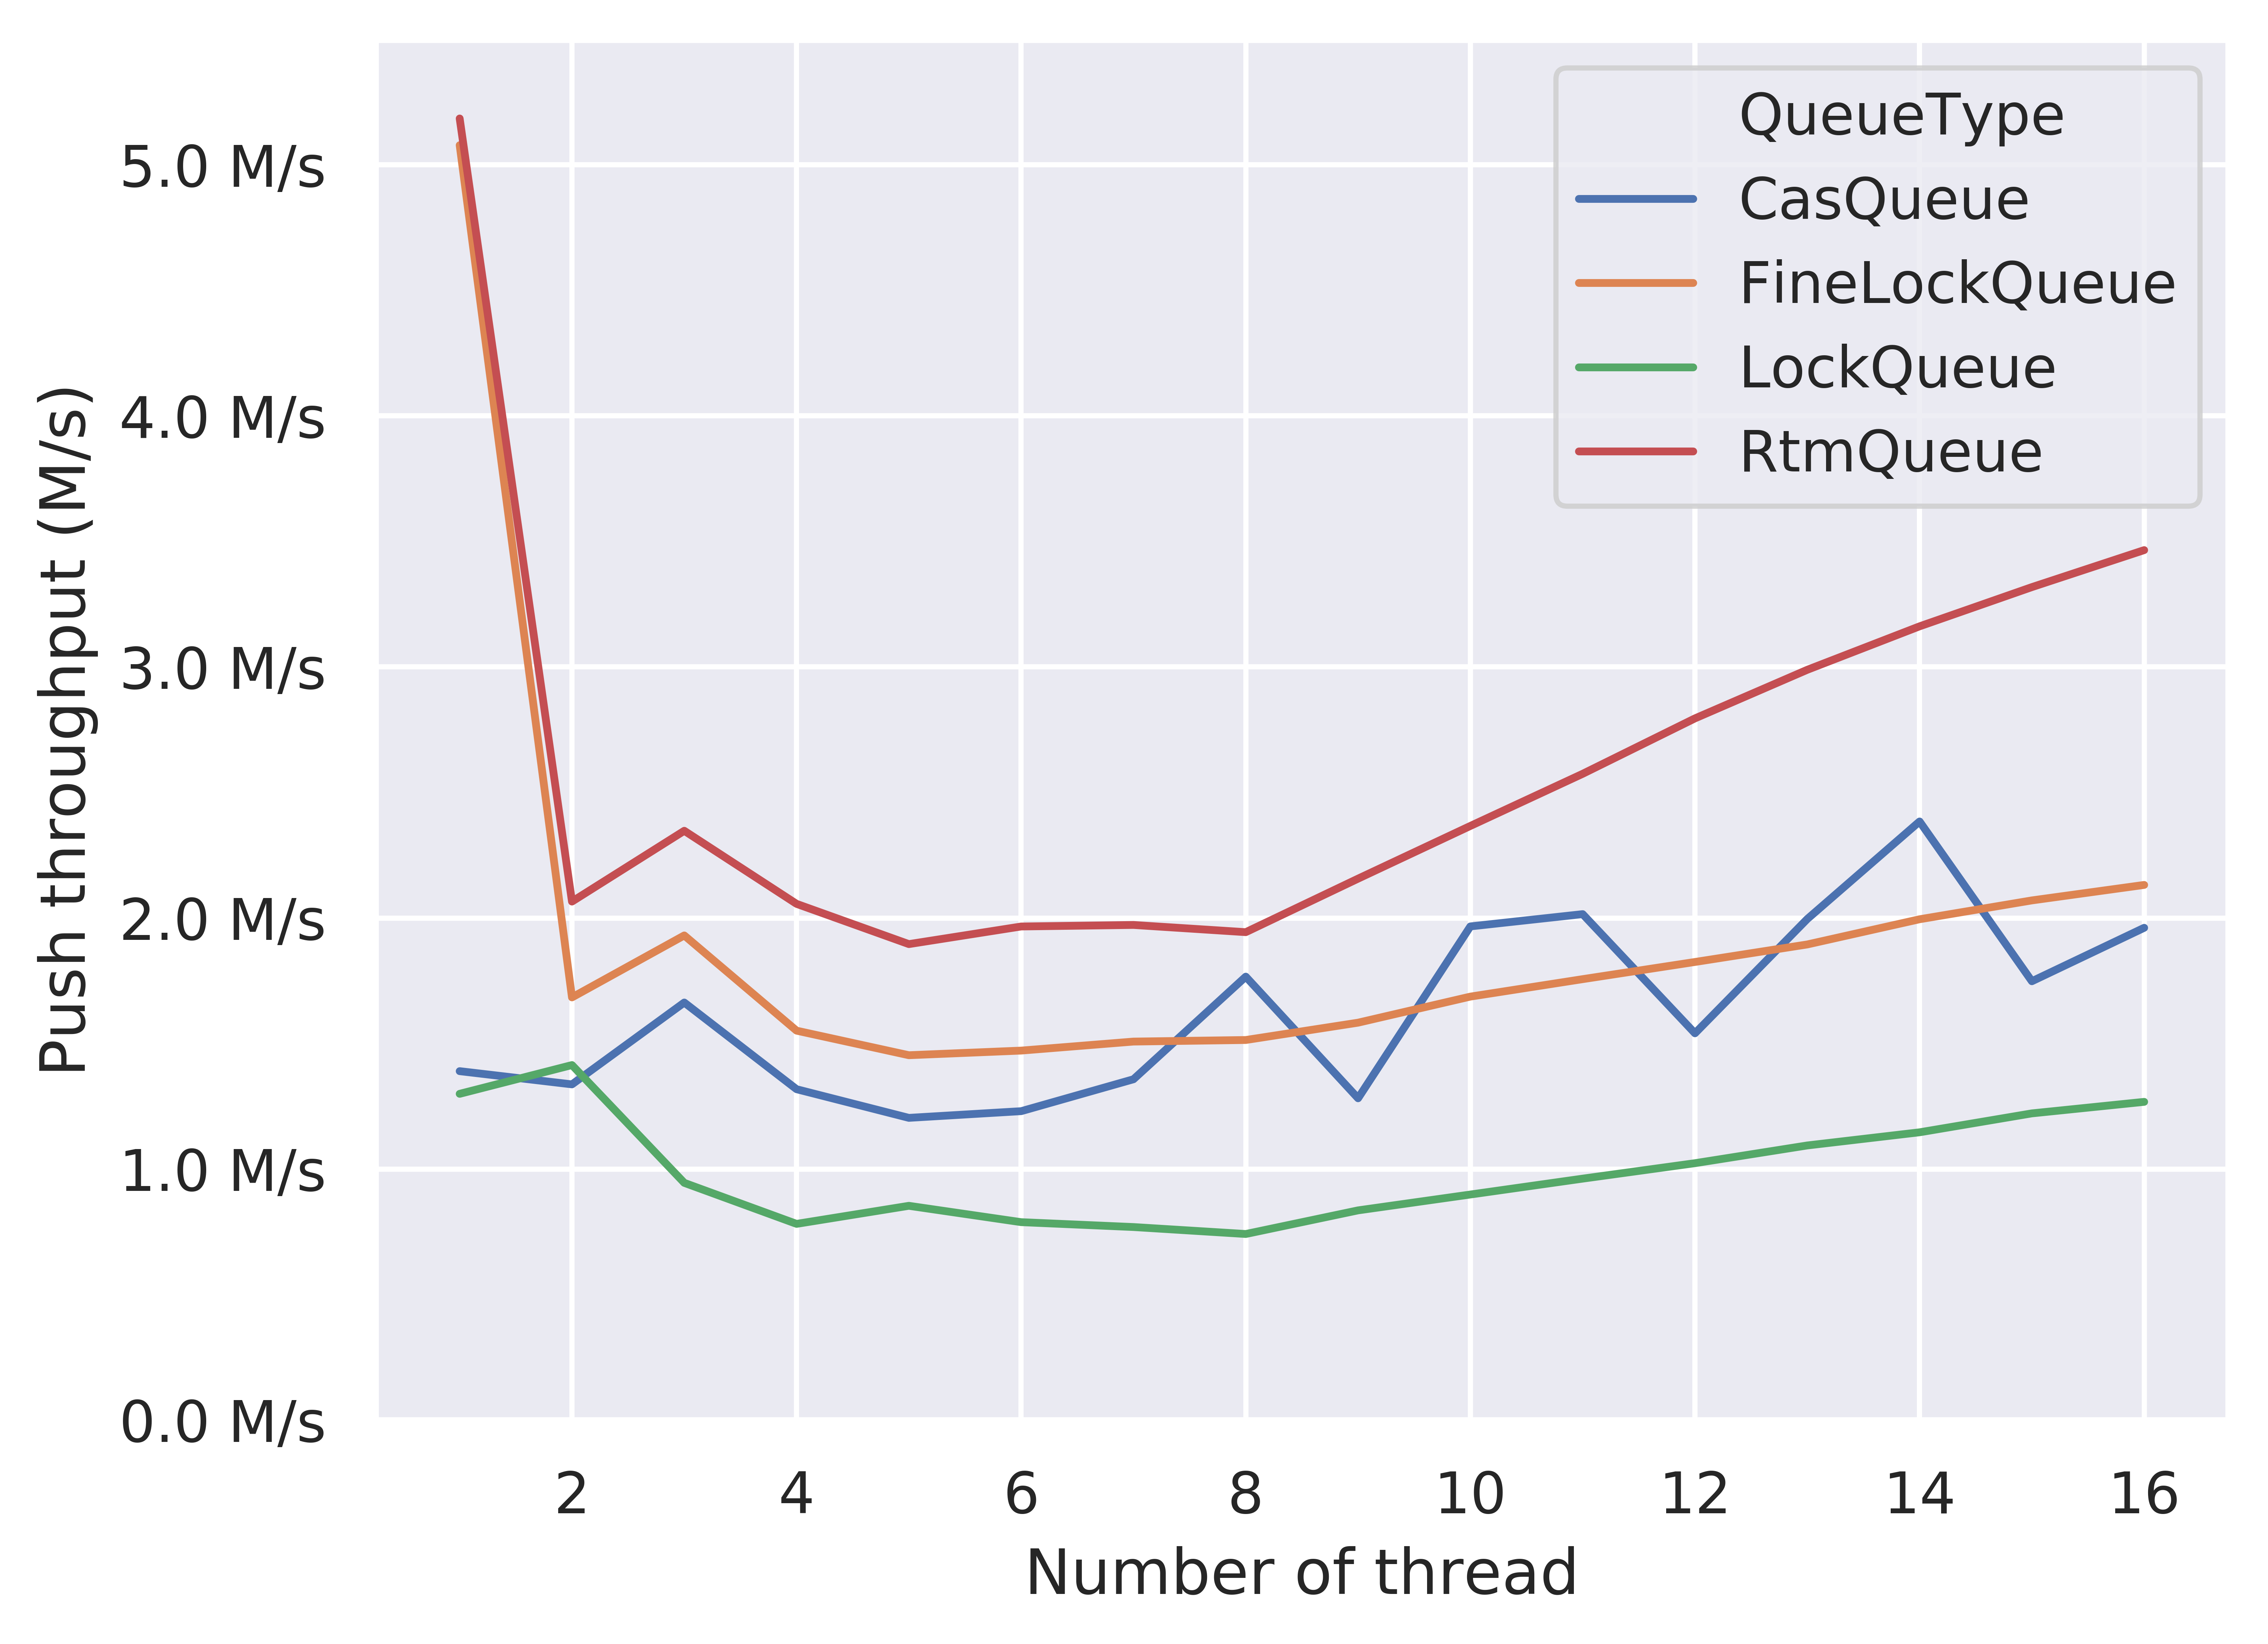 QueueType
CasQueue
FineLockQueue
LockQueue
RtmQueue
Push throughput (M/s)
5.0 M/s
4.0 M/s
3.0 M/s
2.0 M/s
1.0 M/s
0.0 M/s
2 4 6 8 10 12 14 16
Number of thread